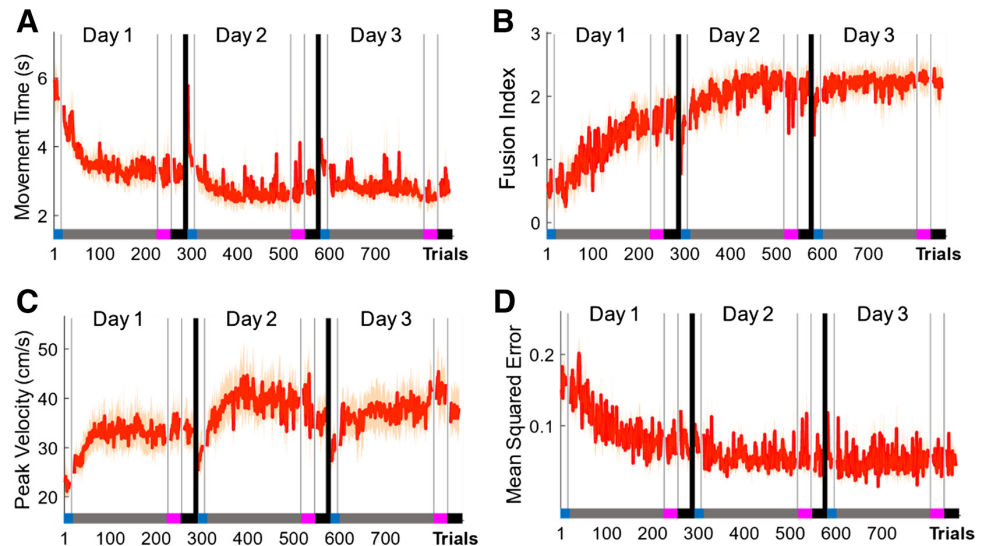 A
Day 1 Day 2 Day 3
Movement Time (s)
6
4
2
1 100 200 300 400 500 600 700 Trials
B
Day 1 Day 2 Day 3
Fusion Index
3
2
1
0
1 100 200 300 400 500 600 700 Trials
C
Day 1 Day 2 Day 3
Peak Velocity (cm/s)
50
40
30
20
1 100 200 300 400 500 600 700 Trials
D
Day 1 Day 2 Day 3
Mean Squared Error
0.2
0.1
1 100 200 300 400 500 600 700 Trials